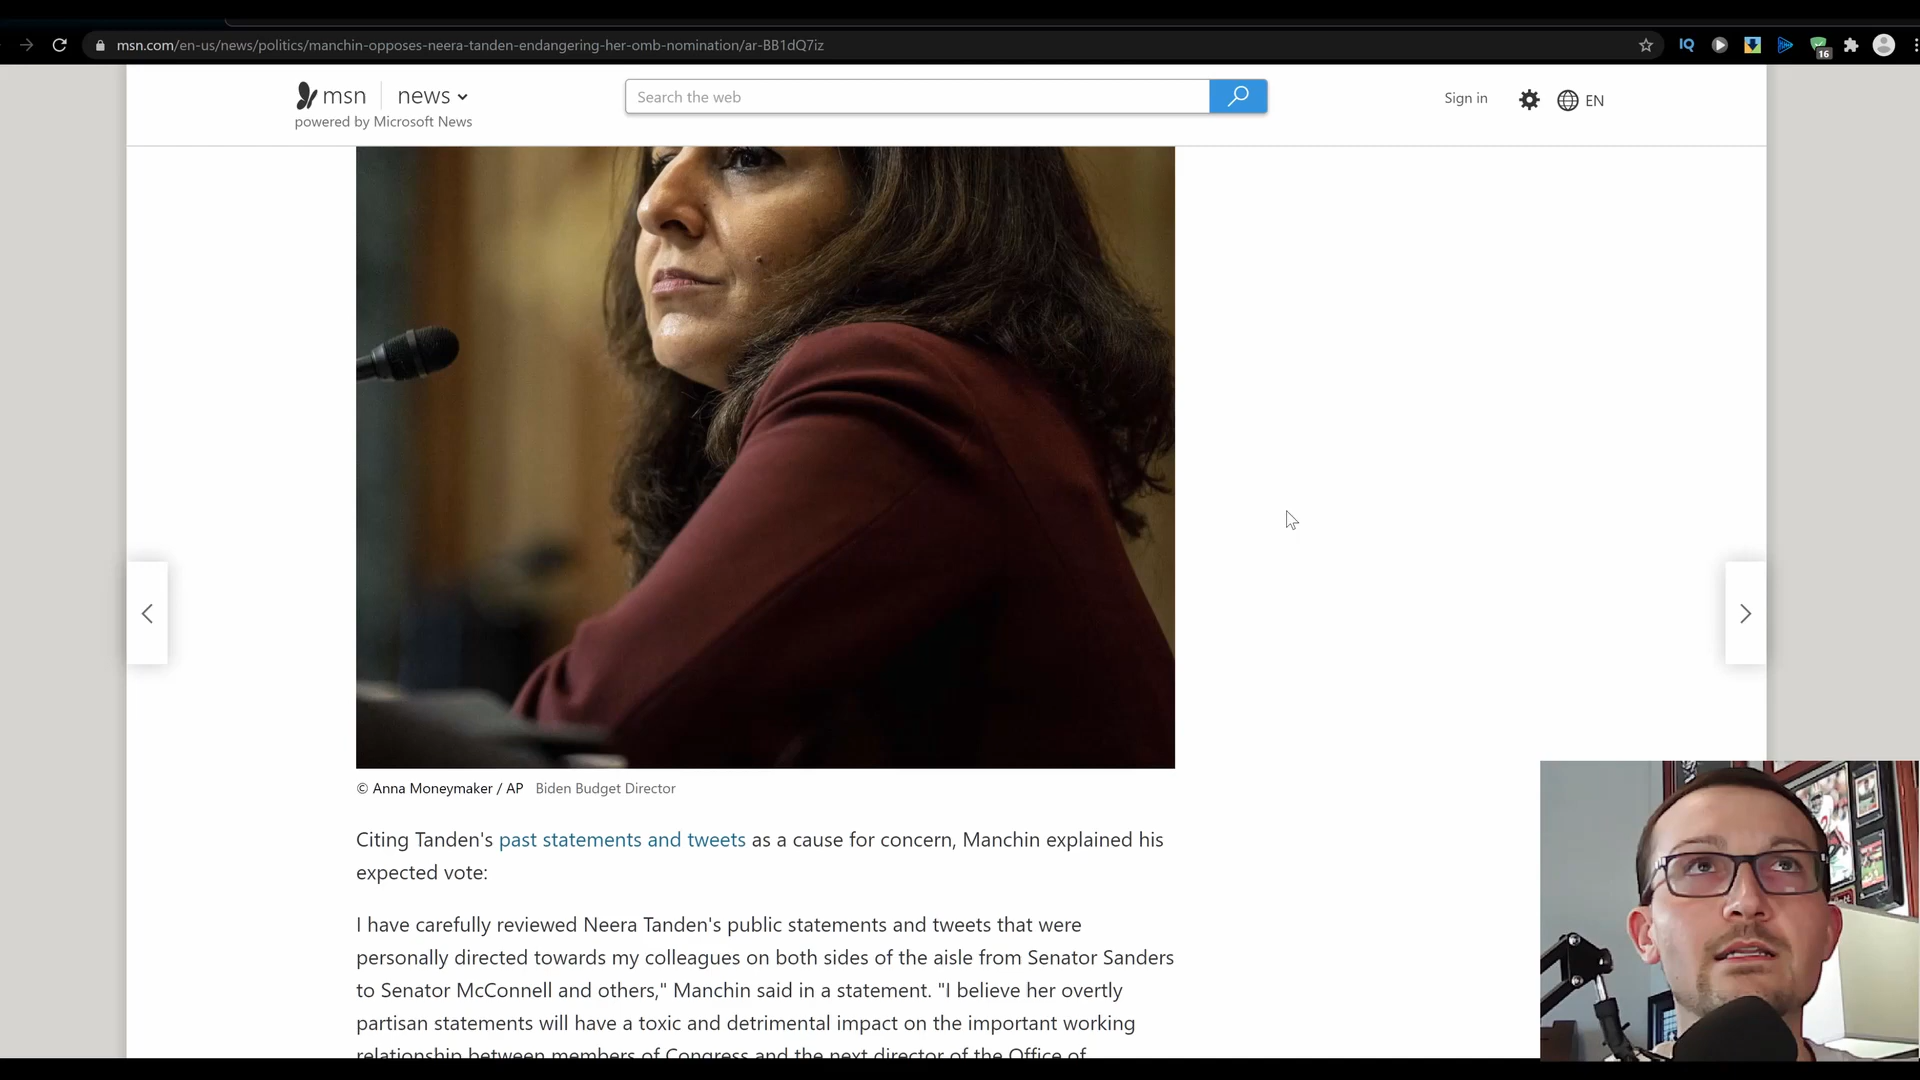 msn.com/en-us/news/politics/manchin-opposes-neera-tanden-endangering-her-omb-nomination/ar-BB1dQ7iz
IQ
16
msn
news
Search the web
Sign in
EN
powered by Microsoft News
© Anna Moneymaker / AP Biden Budget Director
Citing Tanden's past statements and tweets as a cause for concern, Manchin explained his
expected vote:
I have carefully reviewed Neera Tanden's public statements and tweets that were
personally directed towards my colleagues on both sides of the aisle from Senator Sanders
to Senator McConnell and others," Manchin said in a statement. "I believe her overtly
partisan statements will have a toxic and detrimental impact on the important working
relationship between members of Congress and the next director of the Office of